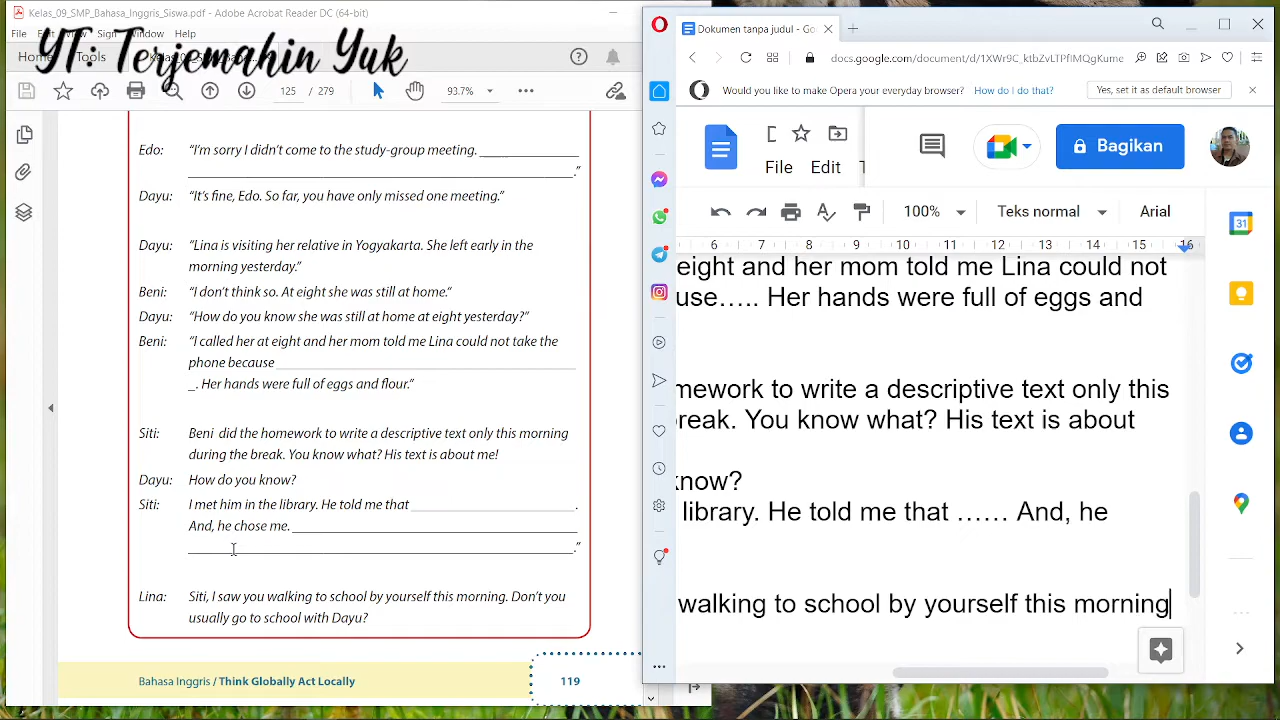 Kelas_09_SMP_Bahasa_Inggris_Siswa.pdf - Adobe Acrobat Reader DC (64-bit)
File Edit Sign Window Help
YT: Terjemahin Yuk
Home Tools
125 / 279
93.7%
Edo: "I'm sorry I didn't come to the study-group meeting. ____________
____________."
Dayu: "It's fine, Edo. So far, you have only missed one meeting."
Dayu: "Lina is visiting her relative in Yogyakarta. She left early in the
morning yesterday."
Beni: "I don't think so. At eight she was still at home."
Dayu: "How do you know she was still at home at eight yesterday?"
Beni: "I called her at eight and her mom told me Lina could not take the
phone because ____________
_. Her hands were full of eggs and flour."
Siti: Beni did the homework to write a descriptive text only this morning
during the break. You know what? His text is about me!
Dayu: How do you know?
Siti: I met him in the library. He told me that ____________.
And, he chose me. ____________
____________."
Lina: Siti, I saw you walking to school by yourself this morning. Don't you
usually go to school with Dayu?
Bahasa Inggris / Think Globally Act Locally 119
Dokumen tanpa judul - Go
docs.google.com/document/d/1XWr9C_ktbZvLTPflMQgKume
Would you like to make Opera your everyday browser? How do I do that? Yes, set it as default browser
File Edit
Bagikan
100% Teks normal Arial
6 7 8 9 10 11 12 13 14 15 16
eight and her mom told me Lina could not
use….. Her hands were full of eggs and
mework to write a descriptive text only this
break. You know what? His text is about
know?
library. He told me that …… And, he
walking to school by yourself this morning
31